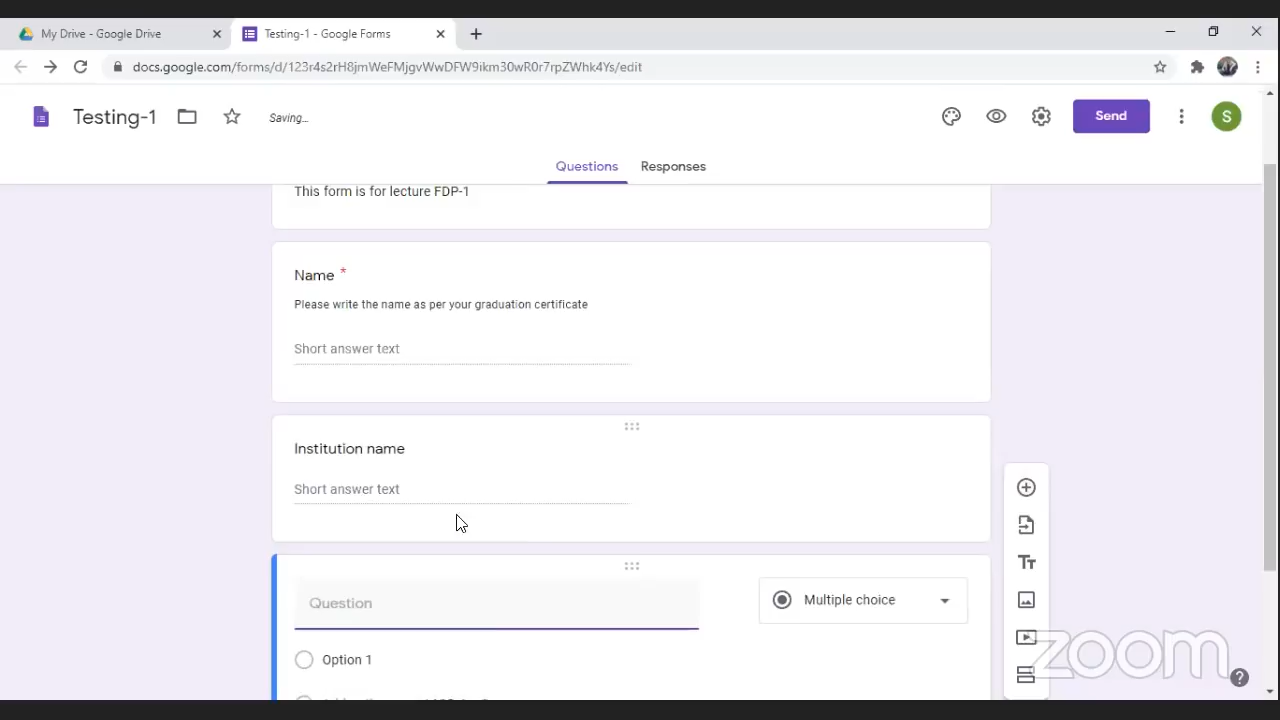 My Drive - Google Drive
Testing-1 - Google Forms
docs.google.com/forms/d/123r4s2rH8jmWeFMjgvWwDFW9ikm30wR0r7rpZWhk4Ys/edit
Testing-1
Saving...
Send
S
Questions
Responses
This form is for lecture FDP-1
Name *
Please write the name as per your graduation certificate
Short answer text
Institution name
Short answer text
Question
Multiple choice
Option 1
zoom